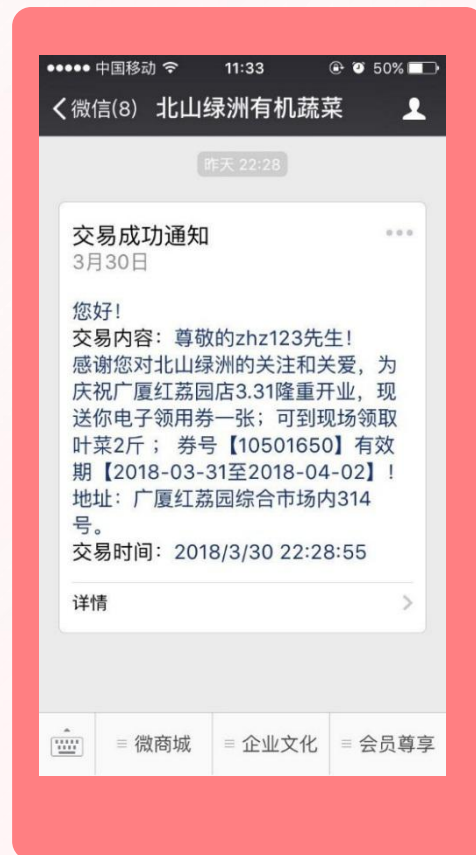 中国移动 11:33 50%
微信(8) 北山绿洲有机蔬菜
昨天 22:28
交易成功通知
3月30日
您好！
交易内容：尊敬的zhz123先生！
感谢您对北山绿洲的关注和关爱，为
庆祝广厦红荔园店3.31隆重开业，现
送你电子领用券一张；可到现场领取
叶菜2斤 ； 券号【10501650】有效
期【2018-03-31至2018-04-02】！
地址：广厦红荔园综合市场内314
号。
交易时间：2018/3/30 22:28:55
详情
微商城 企业文化 会员尊享